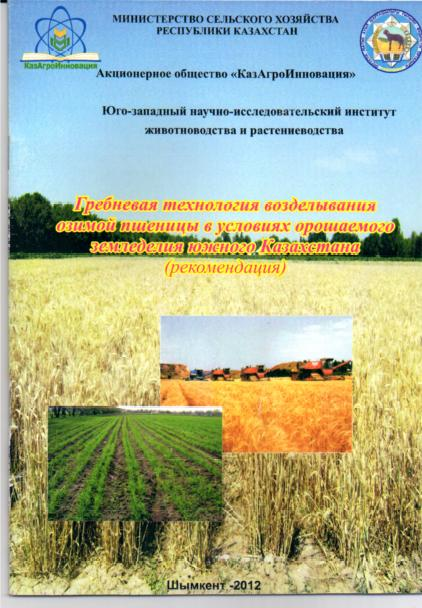 МИНИСТЕРСТВО СЕЛЬСКОГО ХОЗЯЙСТВА
РЕСПУБЛИКИ КАЗАХСТАН
КазАгроИнновация
Акционерное общество «КазАгроИнновация»
Юго-западный научно-исследовательский институт
животноводства и растениеводства
Гребневая технология возделывания
озимой пшеницы в условиях орошаемого
земледелия южного Казахстана
(рекомендация)
Шымкент -2012